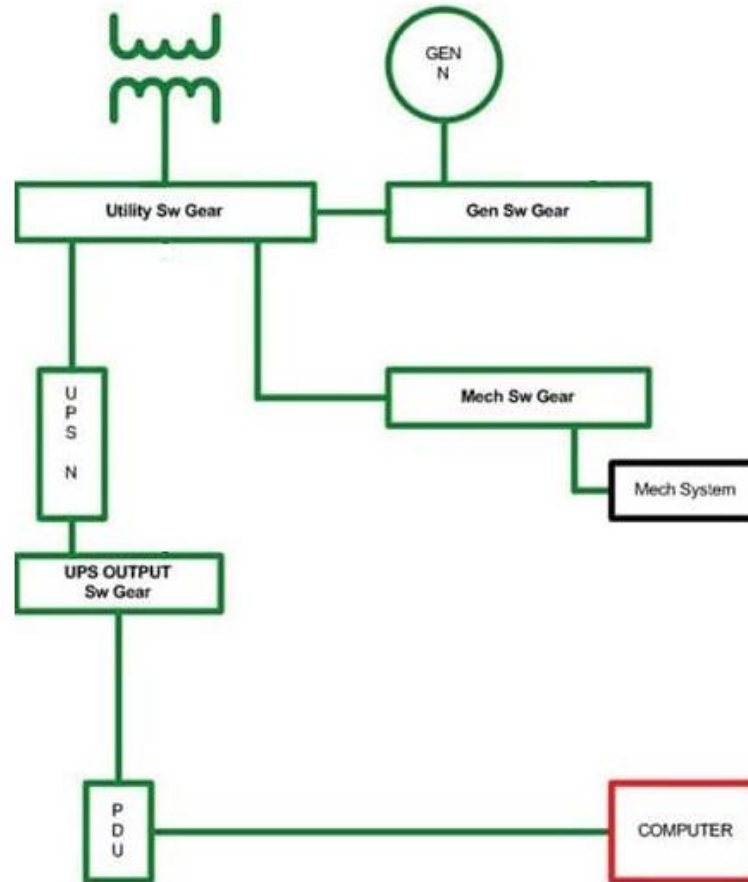 GEN
N
Utility Sw Gear
Gen Sw Gear
U
P
S
N
Mech Sw Gear
Mech System
UPS OUTPUT
Sw Gear
P
D
U
COMPUTER